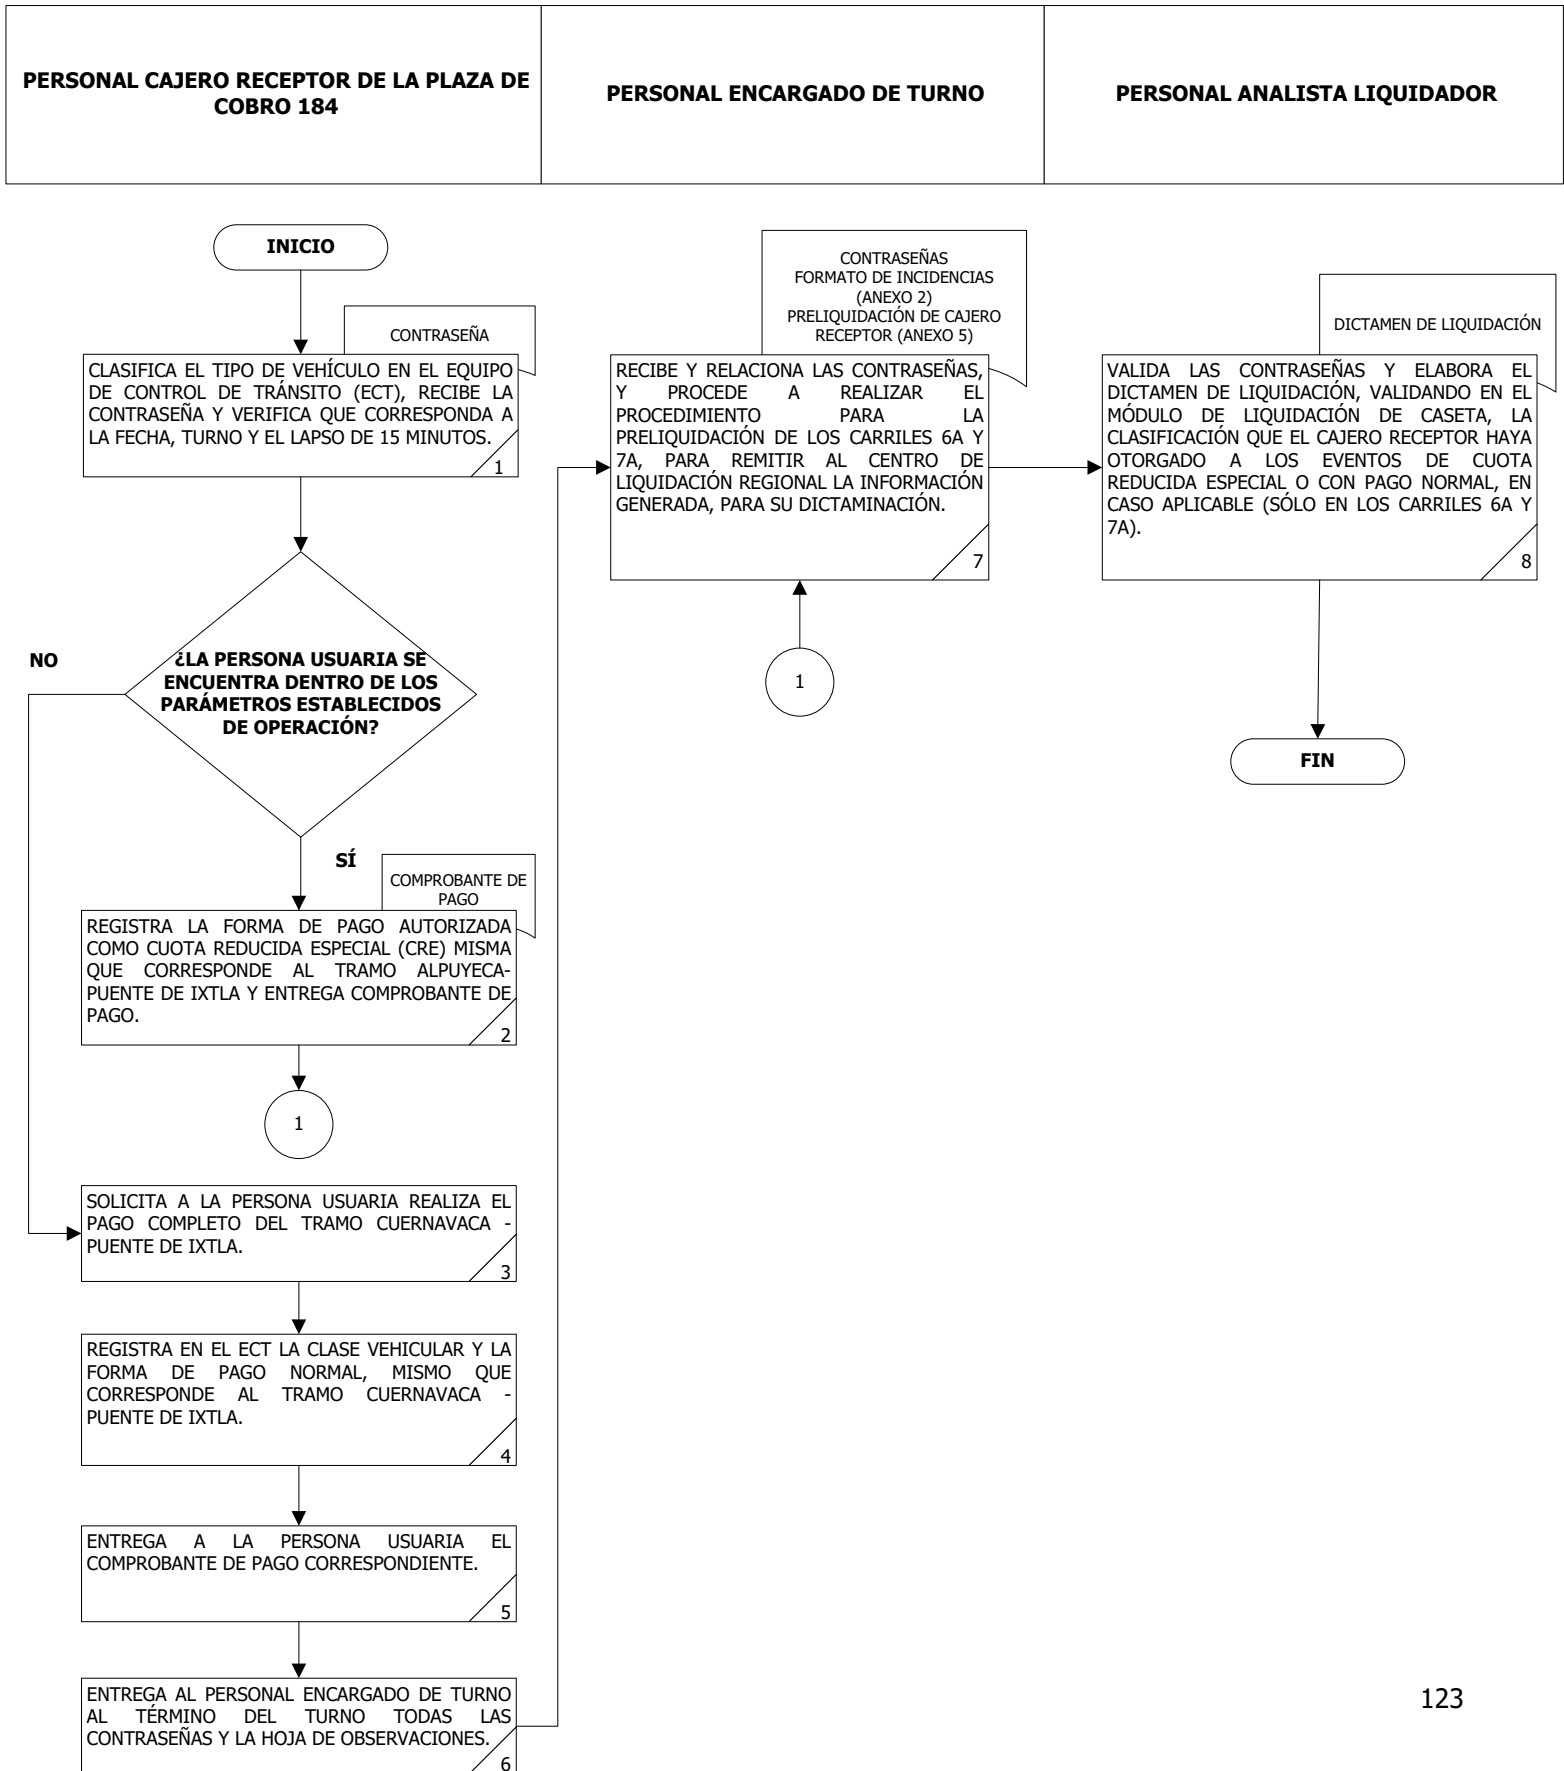 PERSONAL CAJERO RECEPTOR DE LA PLAZA DE
COBRO 184
PERSONAL ENCARGADO DE TURNO
PERSONAL ANALISTA LIQUIDADOR
INICIO
CONTRASEÑA
CLASIFICA EL TIPO DE VEHÍCULO EN EL EQUIPO
DE CONTROL DE TRÁNSITO (ECT), RECIBE LA
CONTRASEÑA Y VERIFICA QUE CORRESPONDA A
LA FECHA, TURNO Y EL LAPSO DE 15 MINUTOS.
1
NO
¿LA PERSONA USUARIA SE
ENCUENTRA DENTRO DE LOS
PARÁMETROS ESTABLECIDOS
DE OPERACIÓN?
SÍ
COMPROBANTE DE
PAGO
REGISTRA LA FORMA DE PAGO AUTORIZADA
COMO CUOTA REDUCIDA ESPECIAL (CRE) MISMA
QUE CORRESPONDE AL TRAMO ALPUYECA-
PUENTE DE IXTLA Y ENTREGA COMPROBANTE DE
PAGO.
2
1
SOLICITA A LA PERSONA USUARIA REALIZA EL
PAGO COMPLETO DEL TRAMO CUERNAVACA -
PUENTE DE IXTLA.
3
REGISTRA EN EL ECT LA CLASE VEHICULAR Y LA
FORMA DE PAGO NORMAL, MISMO QUE
CORRESPONDE AL TRAMO CUERNAVACA -
PUENTE DE IXTLA.
4
ENTREGA A LA PERSONA USUARIA EL
COMPROBANTE DE PAGO CORRESPONDIENTE.
5
ENTREGA AL PERSONAL ENCARGADO DE TURNO
AL TÉRMINO DEL TURNO TODAS LAS
CONTRASEÑAS Y LA HOJA DE OBSERVACIONES.
6
CONTRASEÑAS
FORMATO DE INCIDENCIAS
(ANEXO 2)
PRELIQUIDACIÓN DE CAJERO
RECEPTOR (ANEXO 5)
RECIBE Y RELACIONA LAS CONTRASEÑAS,
Y PROCEDE A REALIZAR EL
PROCEDIMIENTO PARA LA
PRELIQUIDACIÓN DE LOS CARRILES 6A Y
7A, PARA REMITIR AL CENTRO DE
LIQUIDACIÓN REGIONAL LA INFORMACIÓN
GENERADA, PARA SU DICTAMINACIÓN.
7
1
DICTAMEN DE LIQUIDACIÓN
VALIDA LAS CONTRASEÑAS Y ELABORA EL
DICTAMEN DE LIQUIDACIÓN, VALIDANDO EN EL
MÓDULO DE LIQUIDACIÓN DE CASETA, LA
CLASIFICACIÓN QUE EL CAJERO RECEPTOR HAYA
OTORGADO A LOS EVENTOS DE CUOTA
REDUCIDA ESPECIAL O CON PAGO NORMAL, EN
CASO APLICABLE (SÓLO EN LOS CARRILES 6A Y
7A).
8
FIN
123